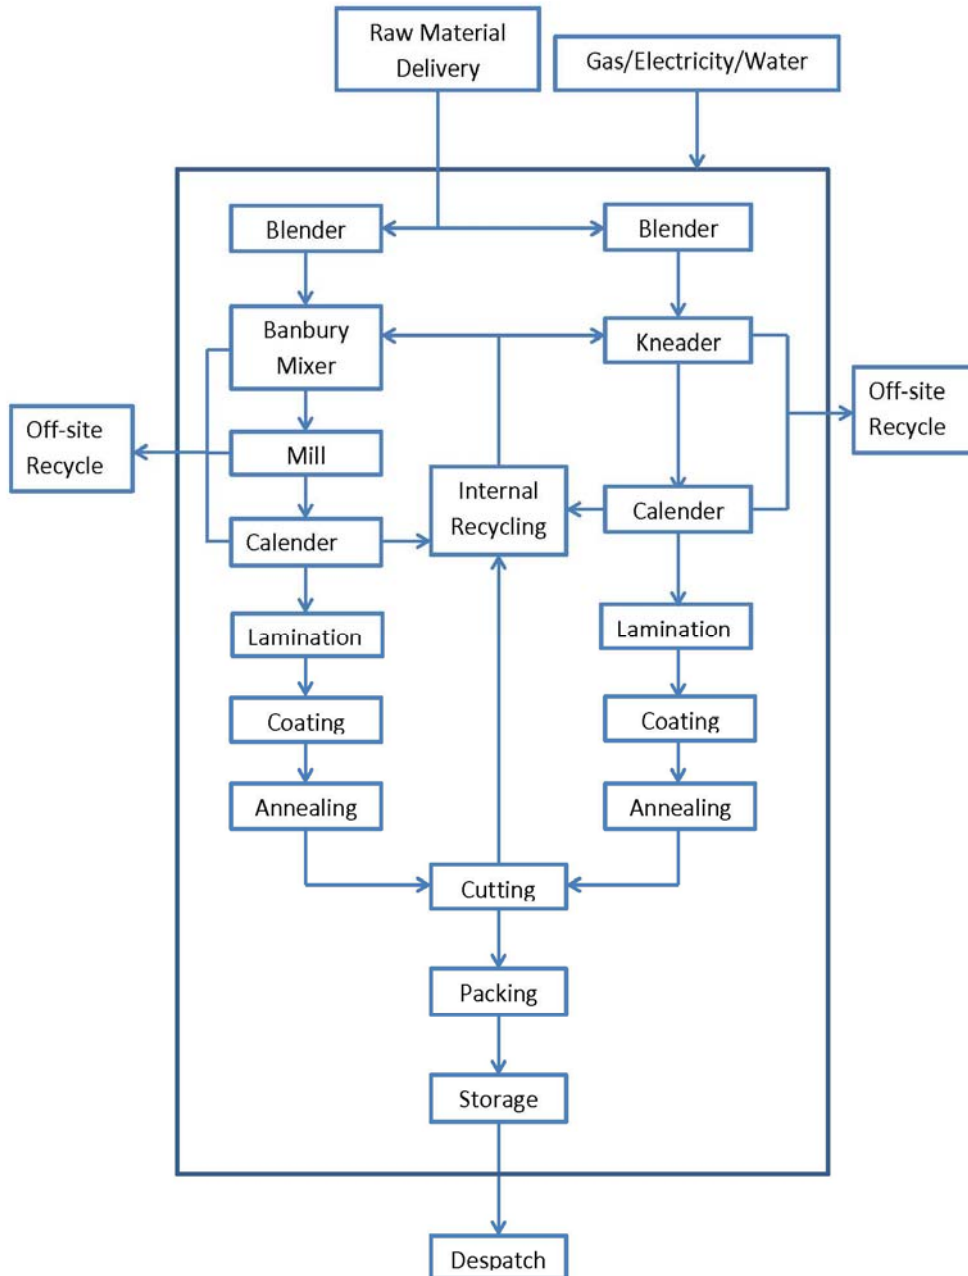 Raw Material
Delivery
Gas/Electricity/Water
Blender
Blender
Banbury
Mixer
Kneader
Off-site
Recycle
Off-site
Recycle
Mill
Internal
Recycling
Calender
Calender
Lamination
Lamination
Coating
Coating
Annealing
Annealing
Cutting
Packing
Storage
Despatch